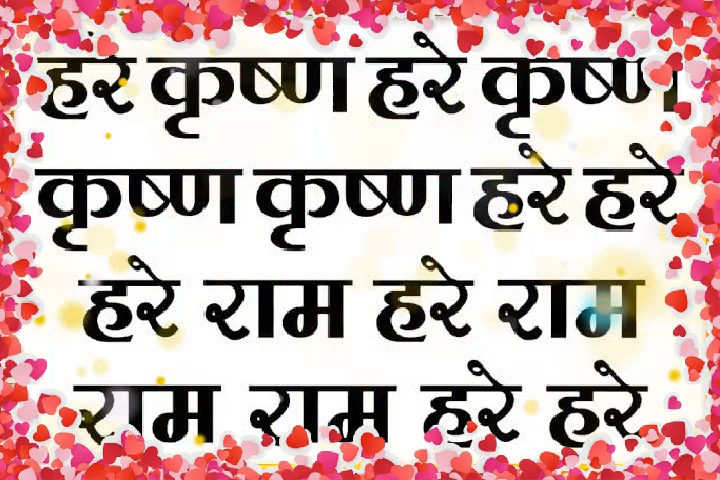 हरे कृष्ण हरे कृष्ण
कृष्ण कृष्ण हरे हरे
हरे राम हरे राम
राम राम हरे हरे